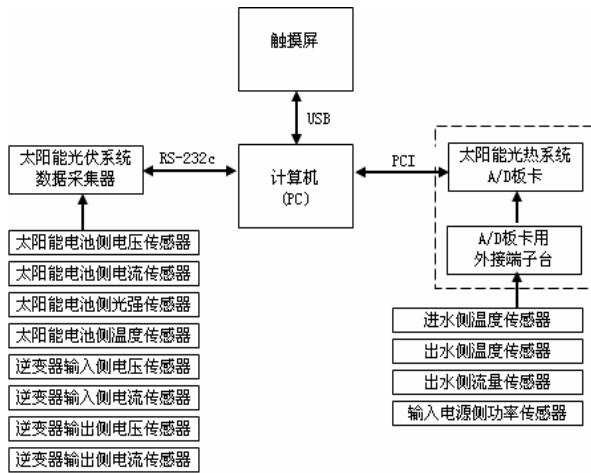 触摸屏
USB
太阳能光伏系统
数据采集器
RS-232c
计算机
(PC)
PCI
太阳能光热系统
A/D板卡
A/D板卡用
外接端子台
太阳能电池侧电压传感器
太阳能电池侧电流传感器
太阳能电池侧光强传感器
太阳能电池侧温度传感器
逆变器输入侧电压传感器
逆变器输入侧电流传感器
逆变器输出侧电压传感器
逆变器输出侧电流传感器
进水侧温度传感器
出水侧温度传感器
出水侧流量传感器
输入电源侧功率传感器